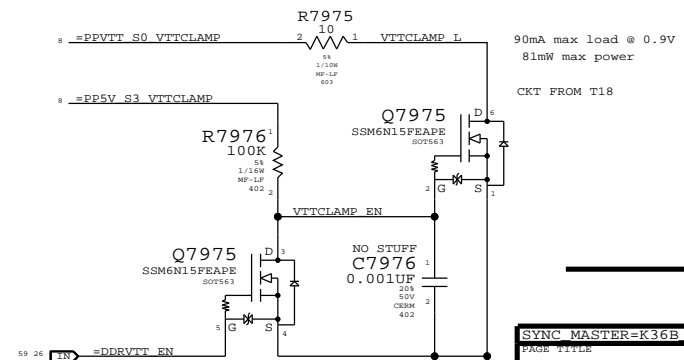 R7975
10
8 =PPVTT_S0_VTTCLAMP 2 1 VTTCLAMP_L
5%
1/10W
MF-LF
603
90mA max load @ 0.9V
81mW max power
CKT FROM T18
8 =PP5V_S3_VTTCLAMP
R7976 1
100K
5%
1/16W
MF-LF
402
2
Q7975
SSM6N15FEAPE
SOT563
D 6
2 G S
1
VTTCLAMP_EN
Q7975
SSM6N15FEAPE
SOT563
D 3
5 G S
4
NO STUFF
C7976 1
0.001UF
20%
50V
CERM
402
2
59 26 IN =DDRVTT_EN
SYNC_MASTER=K36B
PAGE TITLE